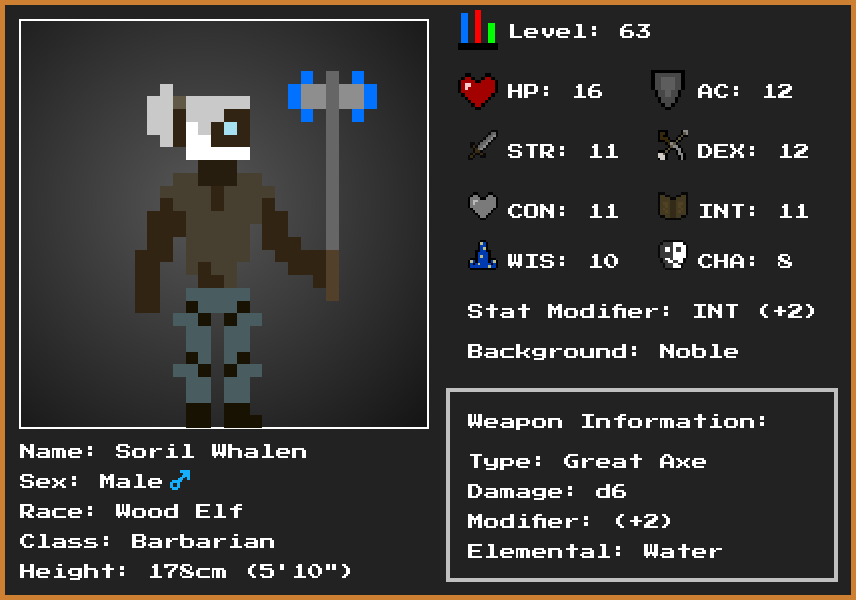 Level: 63
HP: 16
AC: 12
STR: 11
DEX: 12
CON: 11
INT: 11
WIS: 10
CHA: 8
Stat Modifier: INT (+2)
Background: Noble
Weapon Information:
Type: Great Axe
Damage: d6
Modifier: (+2)
Elemental: Water
Name: Soril Whalen
Sex: Male♂
Race: Wood Elf
Class: Barbarian
Height: 178cm (5'10")